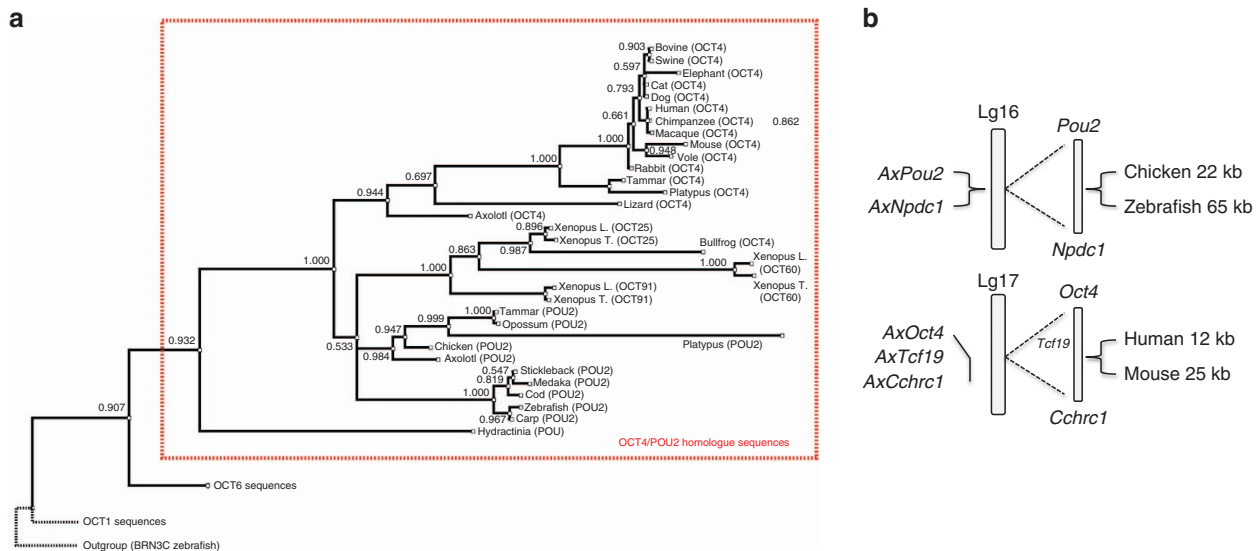 a
0.903
Bovine (OCT4)
Swine (OCT4)
0.597
Elephant (OCT4)
0.793
Cat (OCT4)
Dog (OCT4)
Human (OCT4)
0.661
Chimpanzee (OCT4)
0.862
Macaque (OCT4)
1.000
Mouse (OCT4)
0.948
Vole (OCT4)
1.000
Rabbit (OCT4)
0.697
Tammar (OCT4)
0.944
Platypus (OCT4)
Lizard (OCT4)
Axolotl (OCT4)
0.896
Xenopus L. (OCT25)
Xenopus T. (OCT25)
0.987
Bullfrog (OCT4)
0.863
1.000
1.000
1.000
Xenopus L.
(OCT60)
Xenopus T.
(OCT60)
Xenopus L. (OCT91)
Xenopus T. (OCT91)
1.000
Tammar (POU2)
0.999
Opossum (POU2)
0.947
Platypus (POU2)
0.533
Chicken (POU2)
0.984
Axolotl (POU2)
0.932
0.547
Stickleback (POU2)
0.819
Medaka (POU2)
1.000
Cod (POU2)
Zebrafish (POU2)
0.967
Carp (POU2)
0.907
Hydractinia (POU)
OCT4/POU2 homologue sequences
OCT6 sequences
OCT1 sequences
Outgroup (BRN3C zebrafish)
b
Lg16
Pou2
AxPou2
AxNpdc1
Chicken 22 kb
Zebrafish 65 kb
Npdc1
Lg17
Oct4
AxOct4
AxTcf19
AxCchrc1
Tcf19
Human 12 kb
Mouse 25 kb
Cchrc1